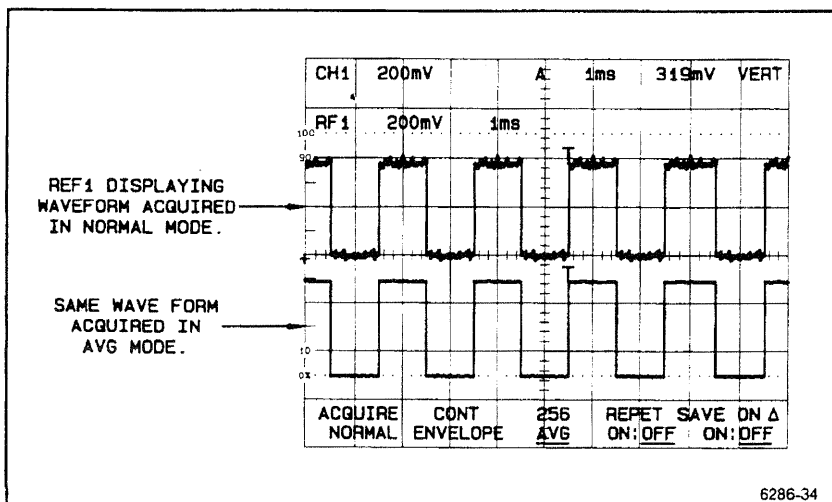 CH1 200mV A 1ms 319mV VERT
RF1 200mV 1ms
100
90
REF1 DISPLAYING
WAVEFORM ACQUIRED
IN NORMAL MODE.
SAME WAVE FORM
ACQUIRED IN
AVG MODE.
10
0%
ACQUIRE CONT 256 REPET SAVE ON Δ
NORMAL ENVELOPE AVG ON:OFF ON:OFF
6286-34